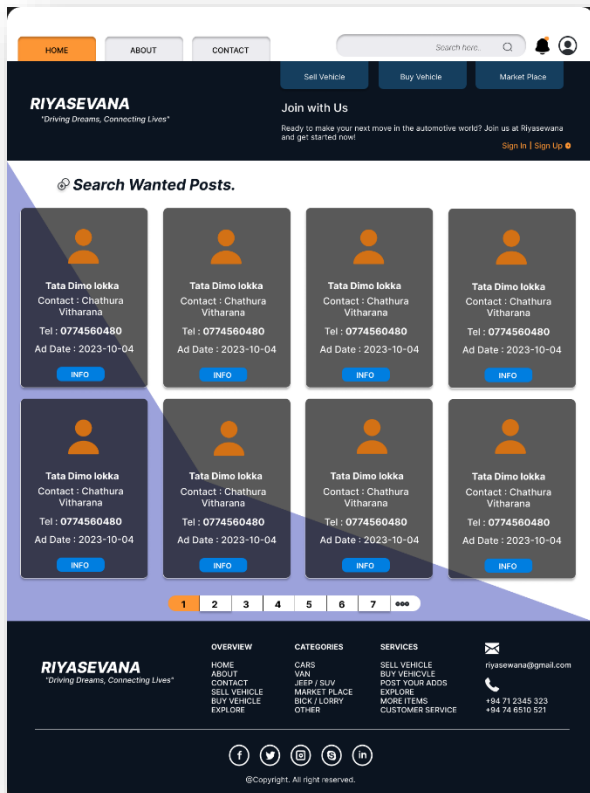 HOME
ABOUT
CONTACT
Search here..
Sell Vehicle
Buy Vehicle
Market Place
RIYASEVANA
"Driving Dreams, Connecting Lives"
Join with Us
Ready to make your next move in the automotive world? Join us at Riyasewana
and get started now!
Sign In | Sign Up
Search Wanted Posts.
Tata Dimo lokka
Contact : Chathura
Vitharana
Tel : 0774560480
Ad Date : 2023-10-04
INFO
Tata Dimo lokka
Contact : Chathura
Vitharana
Tel : 0774560480
Ad Date : 2023-10-04
INFO
Tata Dimo lokka
Contact : Chathura
Vitharana
Tel : 0774560480
Ad Date : 2023-10-04
INFO
Tata Dimo lokka
Contact : Chathura
Vitharana
Tel : 0774560480
Ad Date : 2023-10-04
INFO
Tata Dimo lokka
Contact : Chathura
Vitharana
Tel : 0774560480
Ad Date : 2023-10-04
INFO
Tata Dimo lokka
Contact : Chathura
Vitharana
Tel : 0774560480
Ad Date : 2023-10-04
INFO
Tata Dimo lokka
Contact : Chathura
Vitharana
Tel : 0774560480
Ad Date : 2023-10-04
INFO
Tata Dimo lokka
Contact : Chathura
Vitharana
Tel : 0774560480
Ad Date : 2023-10-04
INFO
1 2 3 4 5 6 7
RIYASEVANA
"Driving Dreams, Connecting Lives"
OVERVIEW
HOME
ABOUT
CONTACT
SELL VEHICLE
BUY VEHICLE
EXPLORE
CATEGORIES
CARS
VAN
JEEP / SUV
MARKET PLACE
BICK / LORRY
OTHER
SERVICES
SELL VEHICLE
BUY VEHICVLE
POST YOUR ADDS
EXPLORE
MORE ITEMS
CUSTOMER SERVICE
riyasewana@gmail.com
+94 71 2345 323
+94 74 6510 521
@Copyright. All right reserved.